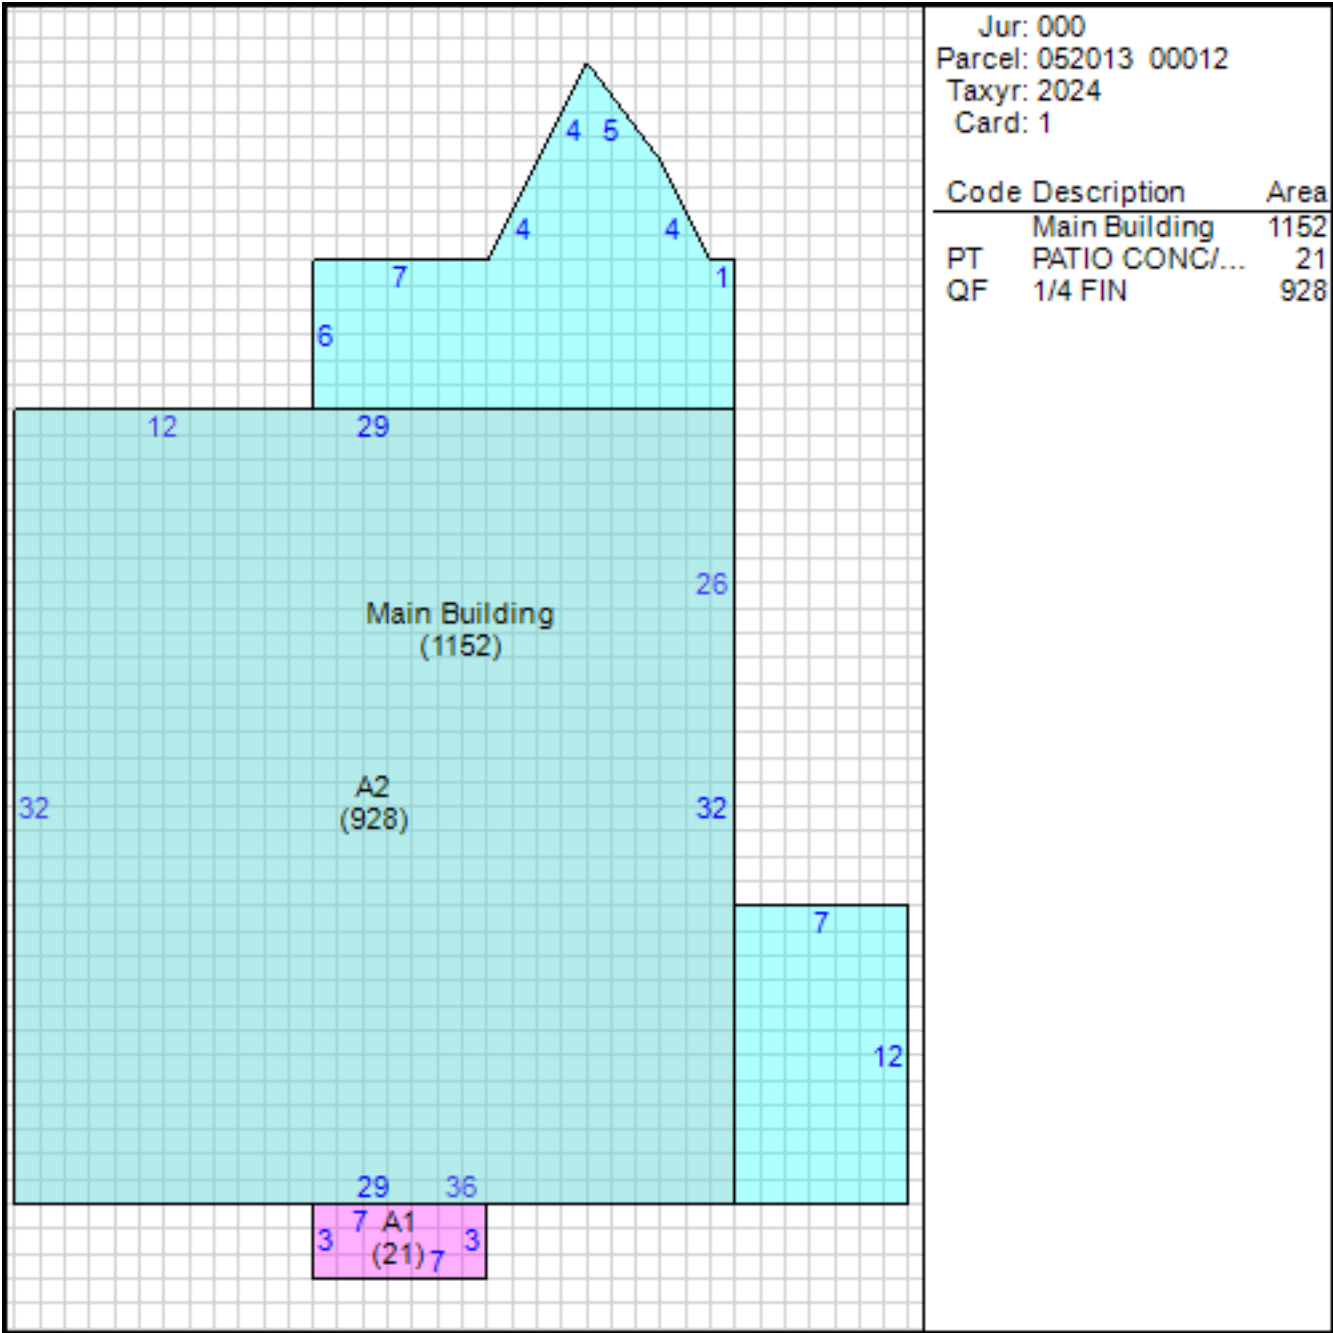 Jur: 000
Parcel: 052013 00012
Taxyr: 2024
Card: 1
Code Description Area
Main Building 1152
PT PATIO CONC/... 21
QF 1/4 FIN 928
4 5
4 4
7 1
6
12 29
26
Main Building
(1152)
A2
(928)
32 32
7
12
29 36
7 A1
3 (21) 7 3